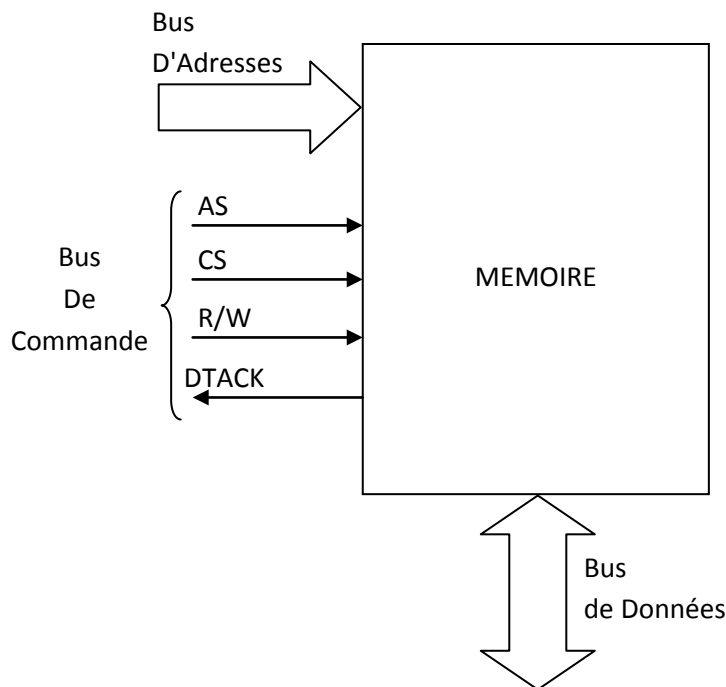 Bus
D'Adresses
AS
CS
R/W
DTACK
Bus
De
Commande
MEMOIRE
Bus
de Données